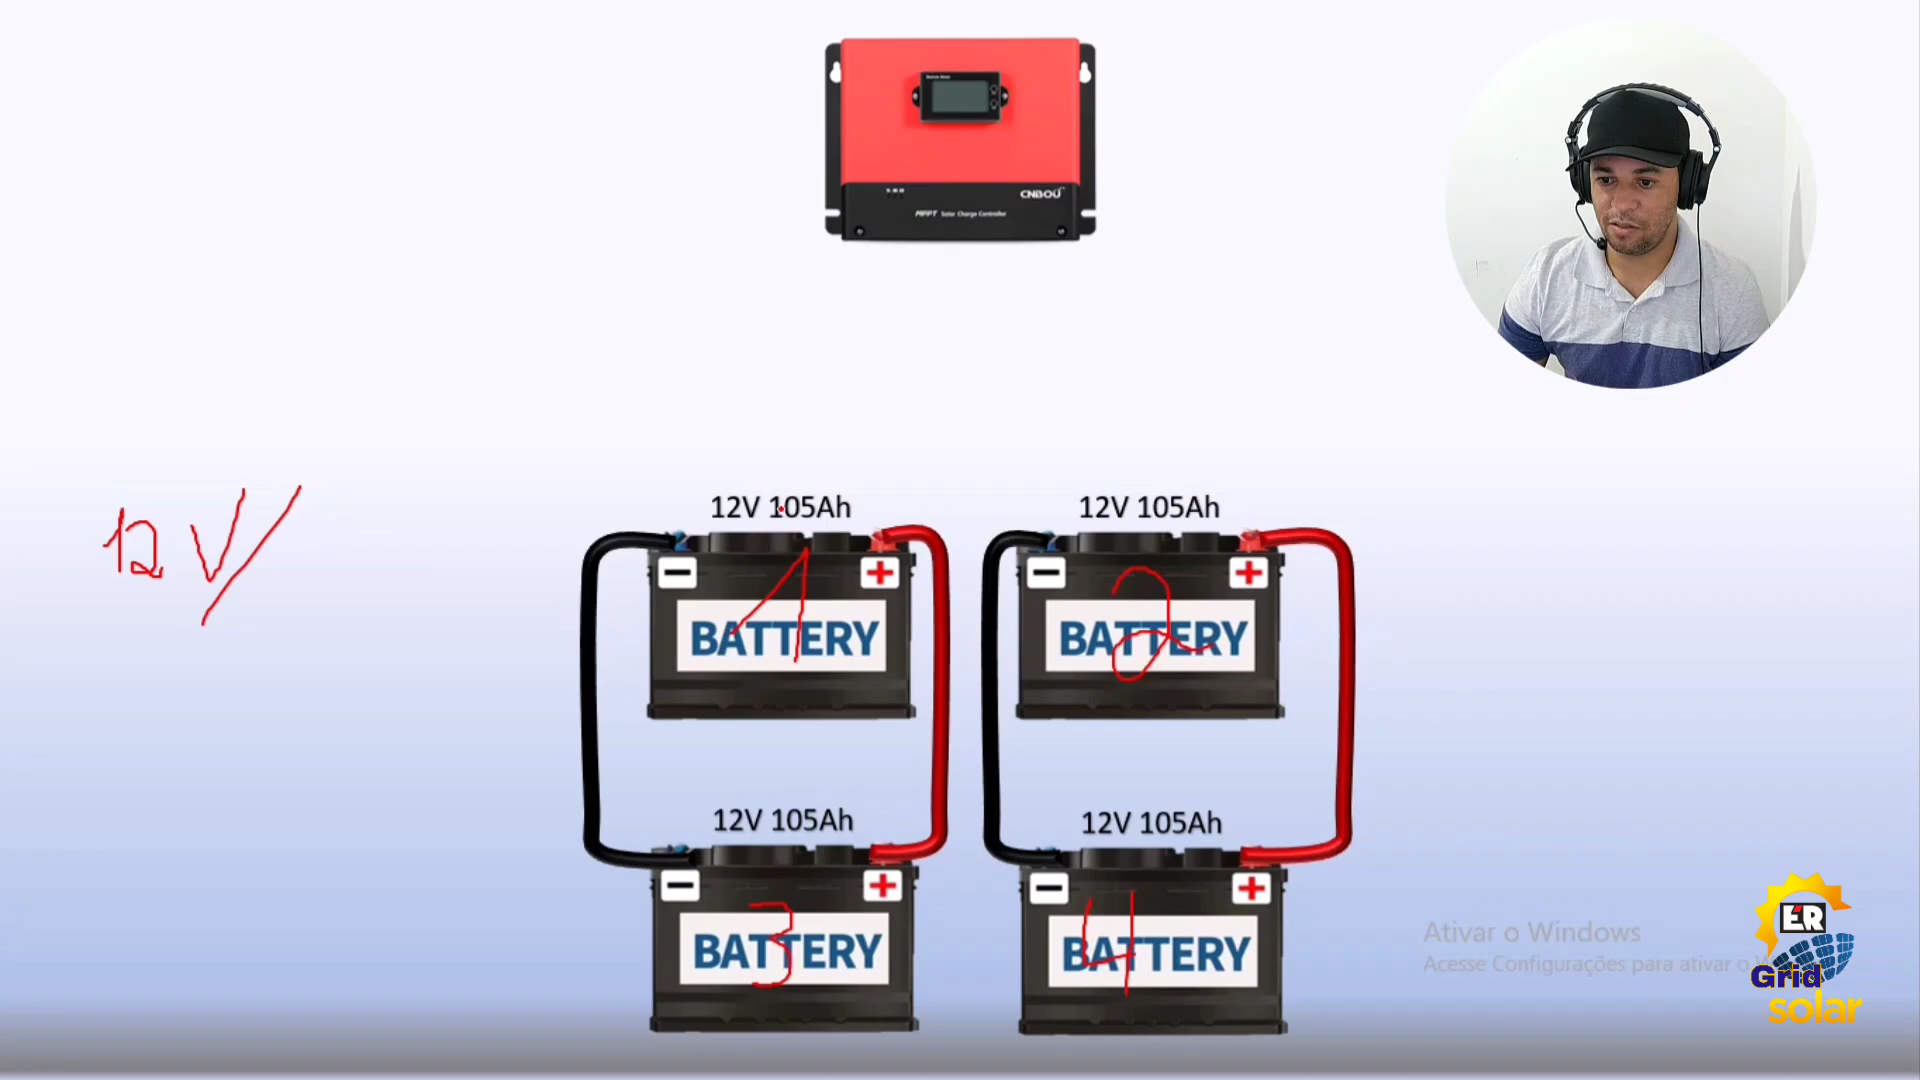 CNBOU
MPPT Solar Charge Controller
12V
12V 105Ah
12V 105Ah
- +
- +
BATTERY
BATTERY
1
2
12V 105Ah
12V 105Ah
- +
- +
BATTERY
BATTERY
3
4
Ativar o Windows
Acesse Configurações para ativar o
ER
Grid
solar